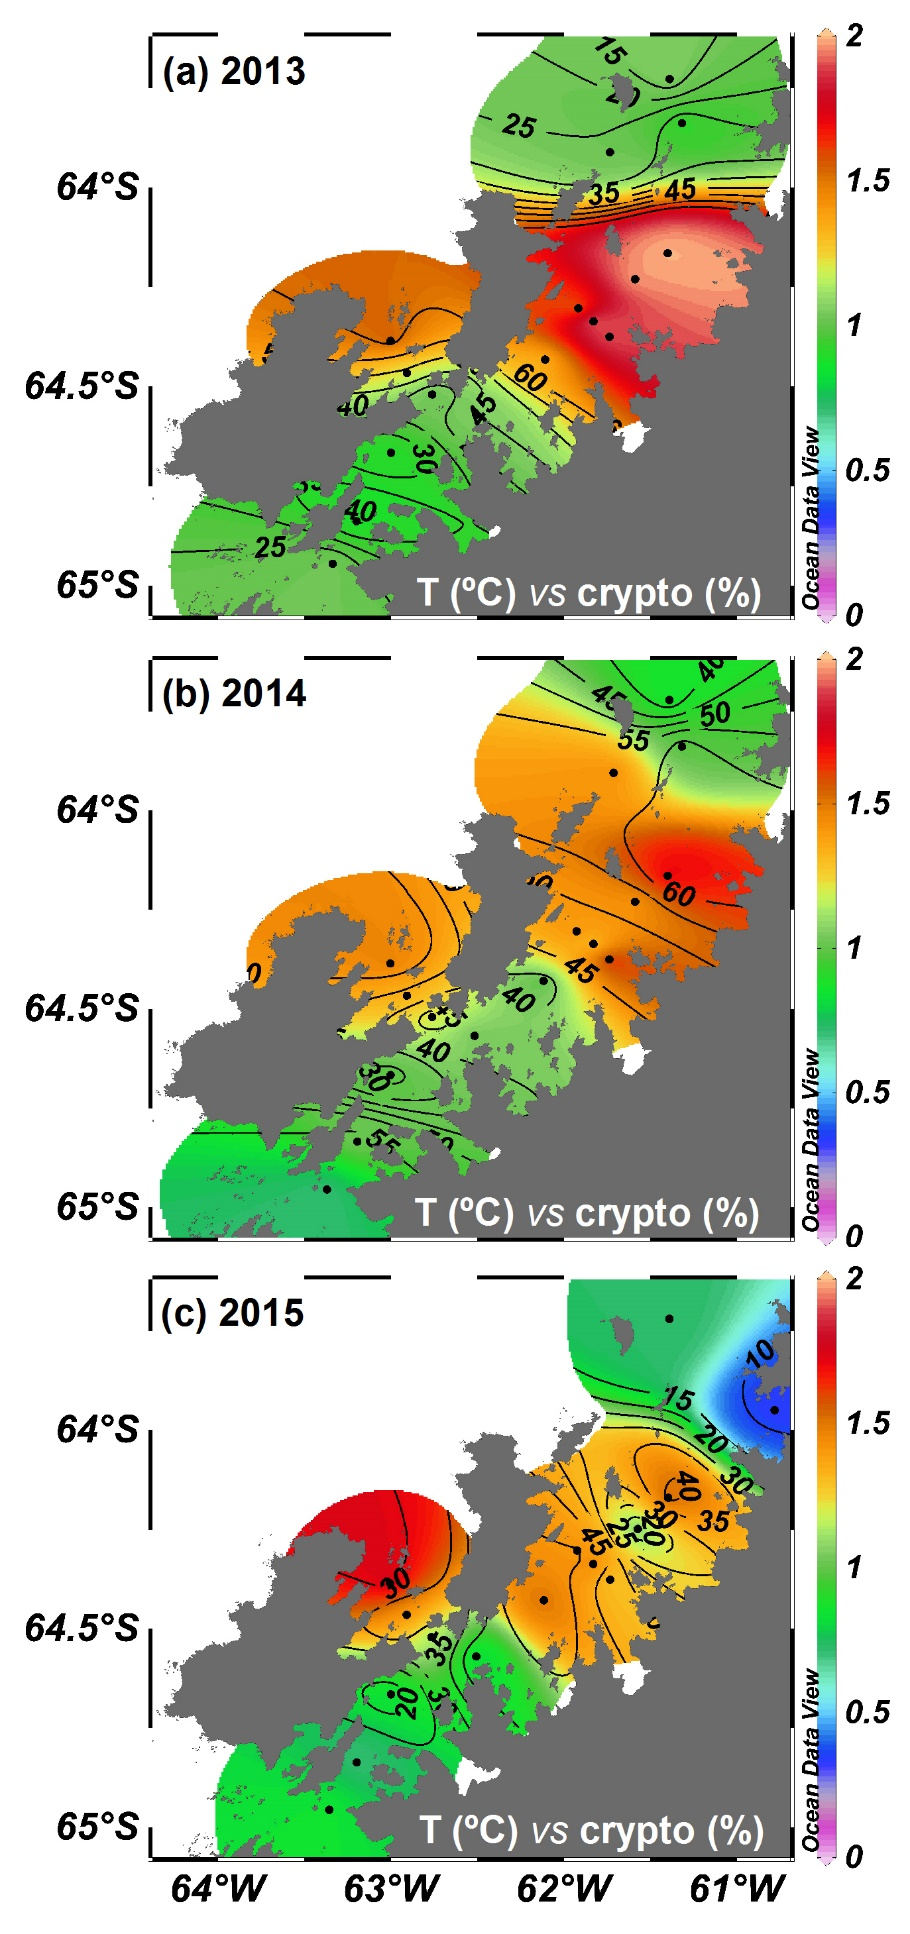 (a) 2013
15
20
25
35
45
60
45
40
30
40
25
64°S
64.5°S
65°S
T (ºC) vs crypto (%)
Ocean Data View
2
1.5
1
0.5
0
(b) 2014
40
45
50
55
60
45
40
40
30
55
64°S
64.5°S
65°S
T (ºC) vs crypto (%)
Ocean Data View
2
1.5
1
0.5
0
(c) 2015
10
15
20
30
40
35
30
20
25
45
30
35
20
64°S
64.5°S
65°S
T (ºC) vs crypto (%)
Ocean Data View
2
1.5
1
0.5
0
64°W
63°W
62°W
61°W